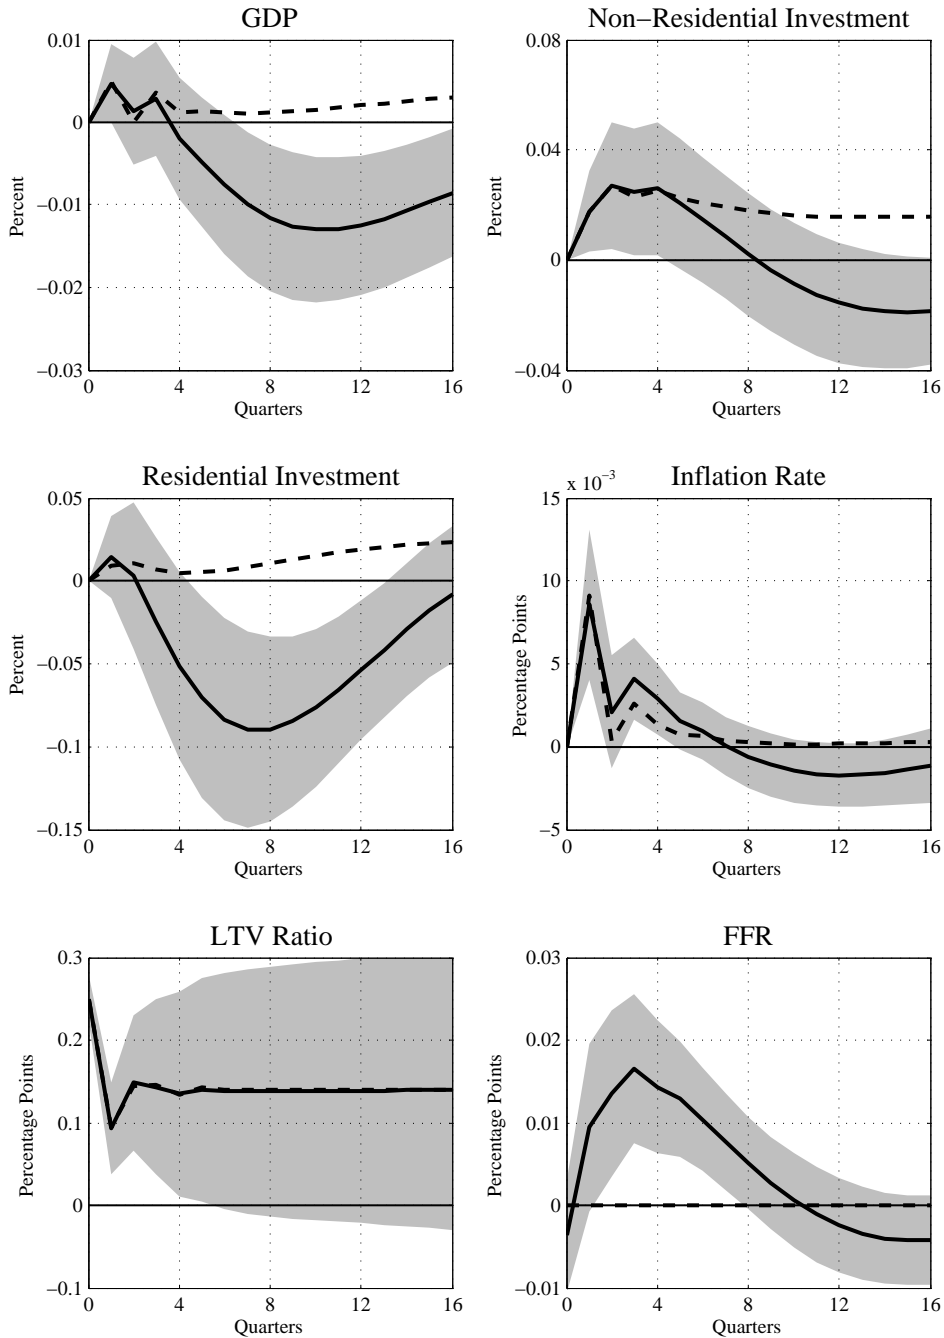 GDP
0.01
0
−0.01
−0.02
−0.03
Percent
0 4 8 12 16
Quarters
Non−Residential Investment
0.08
0.04
0
−0.04
Percent
0 4 8 12 16
Quarters
Residential Investment
0.05
0
−0.05
−0.1
−0.15
Percent
0 4 8 12 16
Quarters
Inflation Rate
x 10−3
15
10
5
0
−5
Percentage Points
0 4 8 12 16
Quarters
LTV Ratio
0.3
0.2
0.1
0
−0.1
Percentage Points
0 4 8 12 16
Quarters
FFR
0.03
0.02
0.01
0
−0.01
Percentage Points
0 4 8 12 16
Quarters